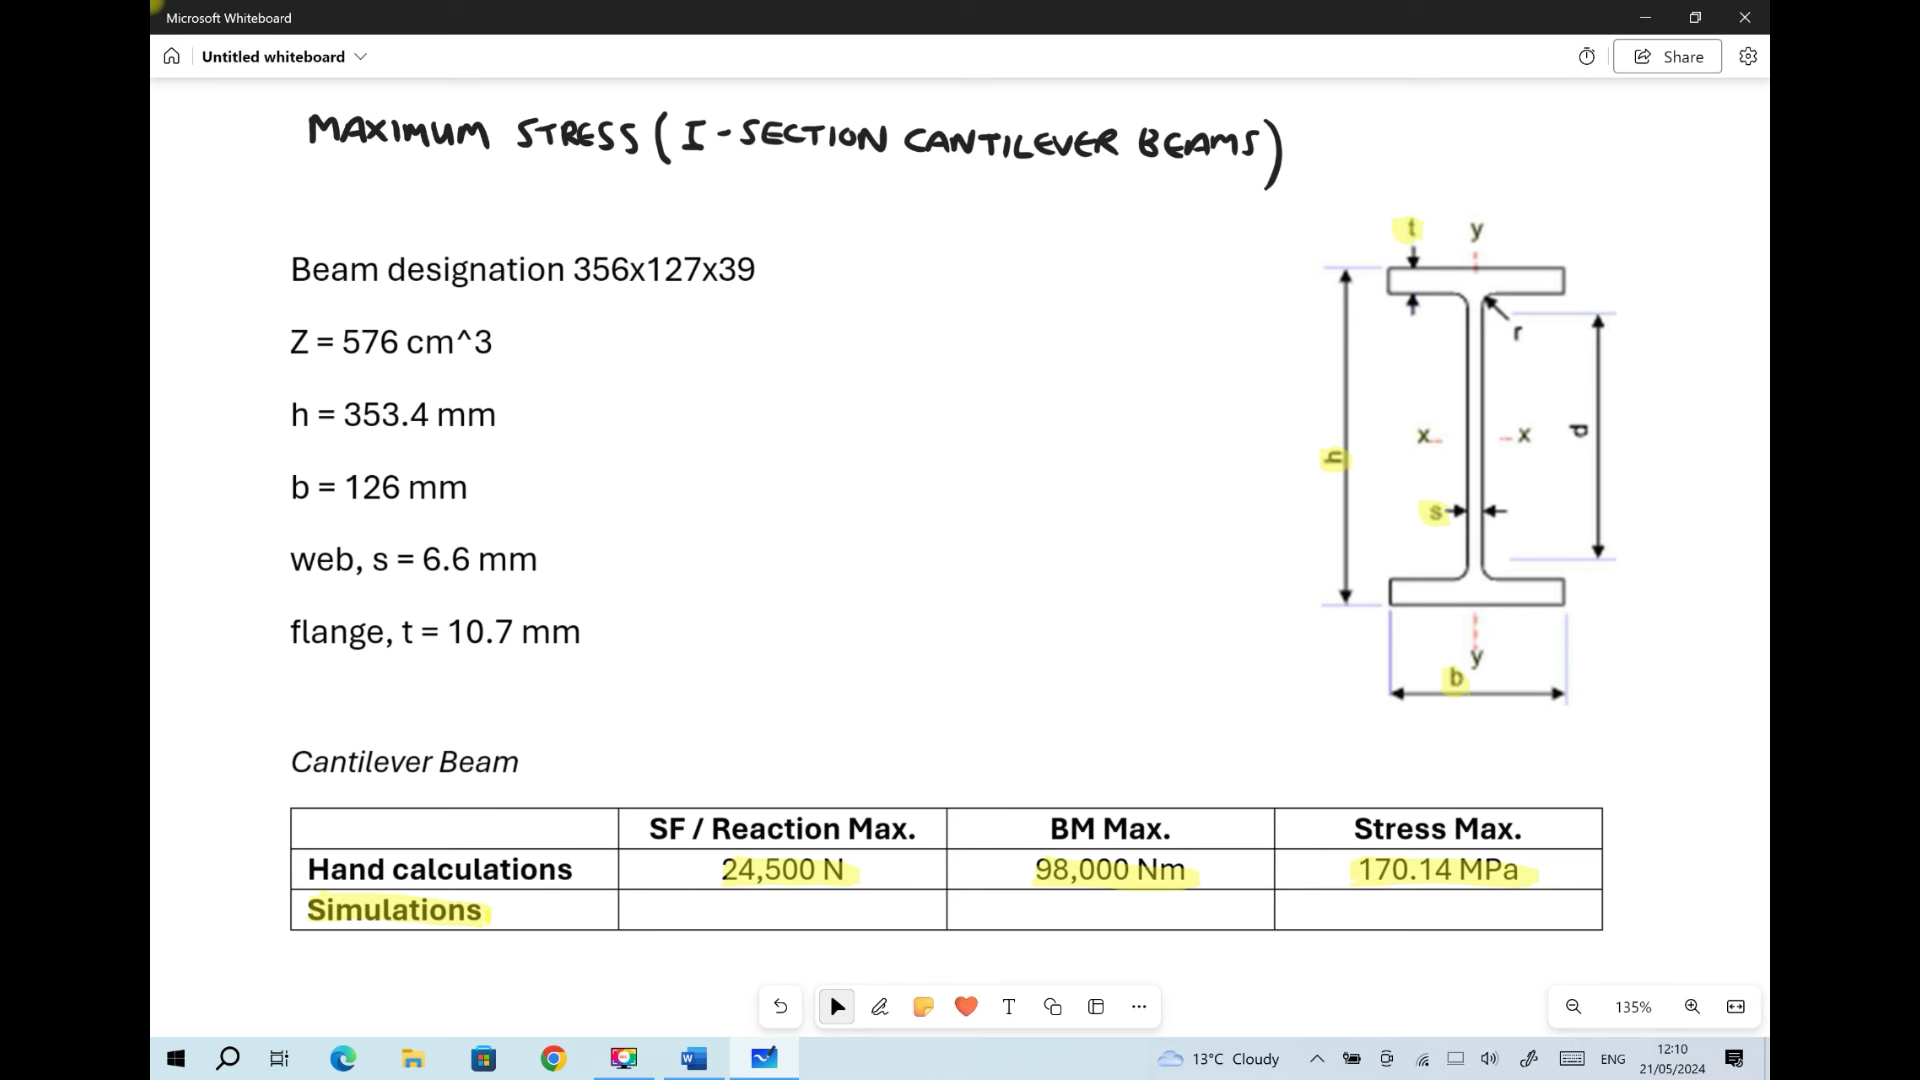 Microsoft Whiteboard
Untitled whiteboard
Share
MAXIMUM STRESS (I-SECTION CANTILEVER BEAMS)
Beam designation 356x127x39
Z = 576 cm^3
h = 353.4 mm
b = 126 mm
web, s = 6.6 mm
flange, t = 10.7 mm
t
y
r
h
x
x
d
s
y
b
Cantilever Beam
SF / Reaction Max. BM Max. Stress Max.
Hand calculations 24,500 N 98,000 Nm 170.14 MPa
Simulations
135%
13°C Cloudy
ENG
12:10
21/05/2024